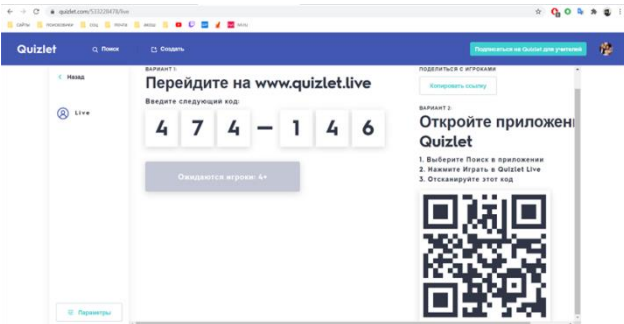 quizlet.com/533228478/live
Quizlet
Поиск
Создать
Подписаться на Quizlet для учителей
Назад
Live
ВАРИАНТ 1:
Перейдите на www.quizlet.live
Введите следующий код:
474—146
Ожидаются игроки: 4+
Параметры
ПОДЕЛИТЬСЯ С ИГРОКАМИ
Копировать ссылку
ВАРИАНТ 2:
Откройте приложен
Quizlet
1. Выберите Поиск в приложении
2. Нажмите Играть в Quizlet Live
3. Отсканируйте этот код